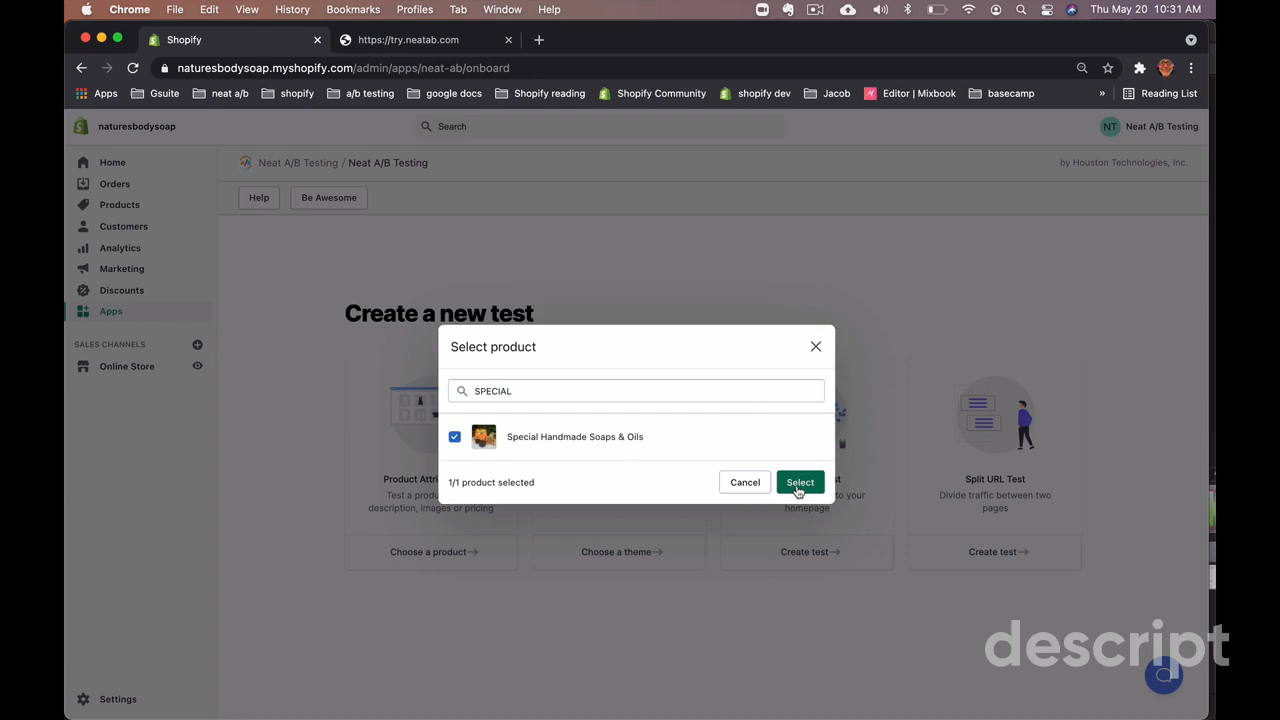 Chrome File Edit View History Bookmarks Profiles Tab Window Help Thu May 20 10:31 AM
Shopify https://try.neatab.com
naturesbodysoap.myshopify.com/admin/apps/neat-ab/onboard
Apps Gsuite neat a/b shopify a/b testing google docs Shopify reading Shopify Community shopify dev Jacob Editor | Mixbook basecamp » Reading List
naturesbodysoap Search NT Neat A/B Testing
Home
Orders
Products
Customers
Analytics
Marketing
Discounts
Apps
SALES CHANNELS
Online Store
Settings
Neat A/B Testing / Neat A/B Testing by Houston Technologies, Inc.
Help Be Awesome
Create a new test
Select product
SPECIAL
Special Handmade Soaps & Oils
1/1 product selected Cancel Select
Product Attri
Test a produ
description, images or pricing
Choose a product→
Choose a theme→
st
to your
homepage
Create test→
Split URL Test
Divide traffic between two
pages
Create test→
descript